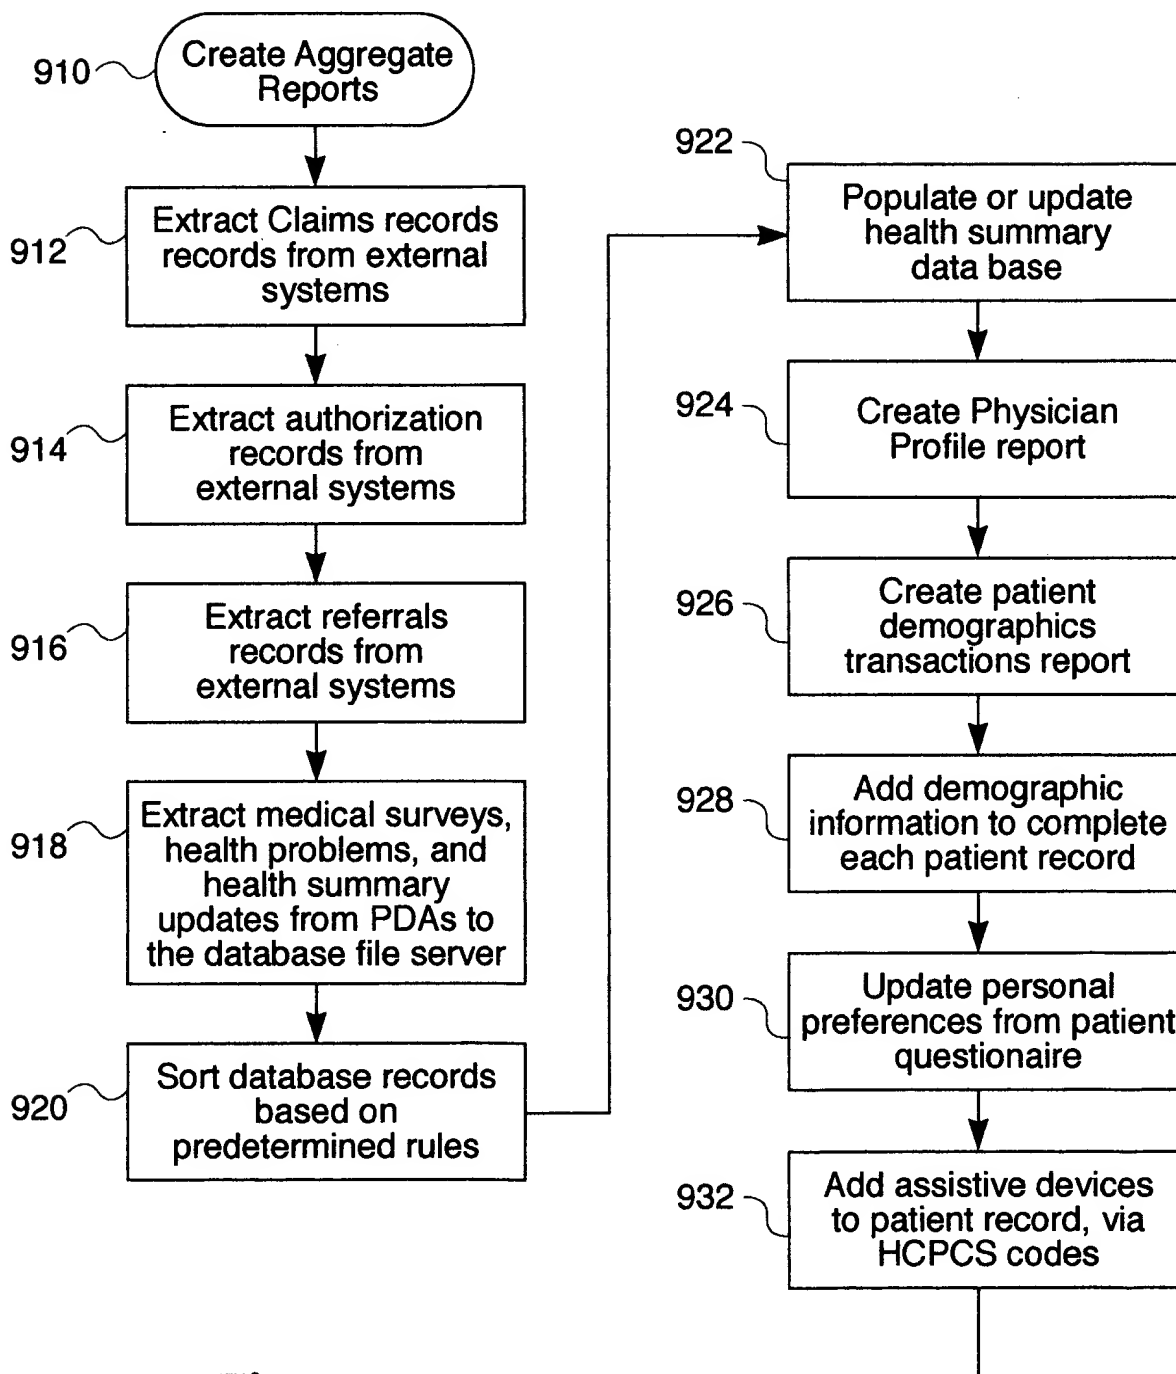 910
Create Aggregate
Reports
912
Extract Claims records
records from external
systems
914
Extract authorization
records from
external systems
916
Extract referrals
records from
external systems
918
Extract medical surveys,
health problems, and
health summary
updates from PDAs to
the database file server
920
Sort database records
based on
predetermined rules
922
Populate or update
health summary
data base
924
Create Physician
Profile report
926
Create patient
demographics
transactions report
928
Add demographic
information to complete
each patient record
930
Update personal
preferences from patient
questionaire
932
Add assistive devices
to patient record, via
HCPCS codes